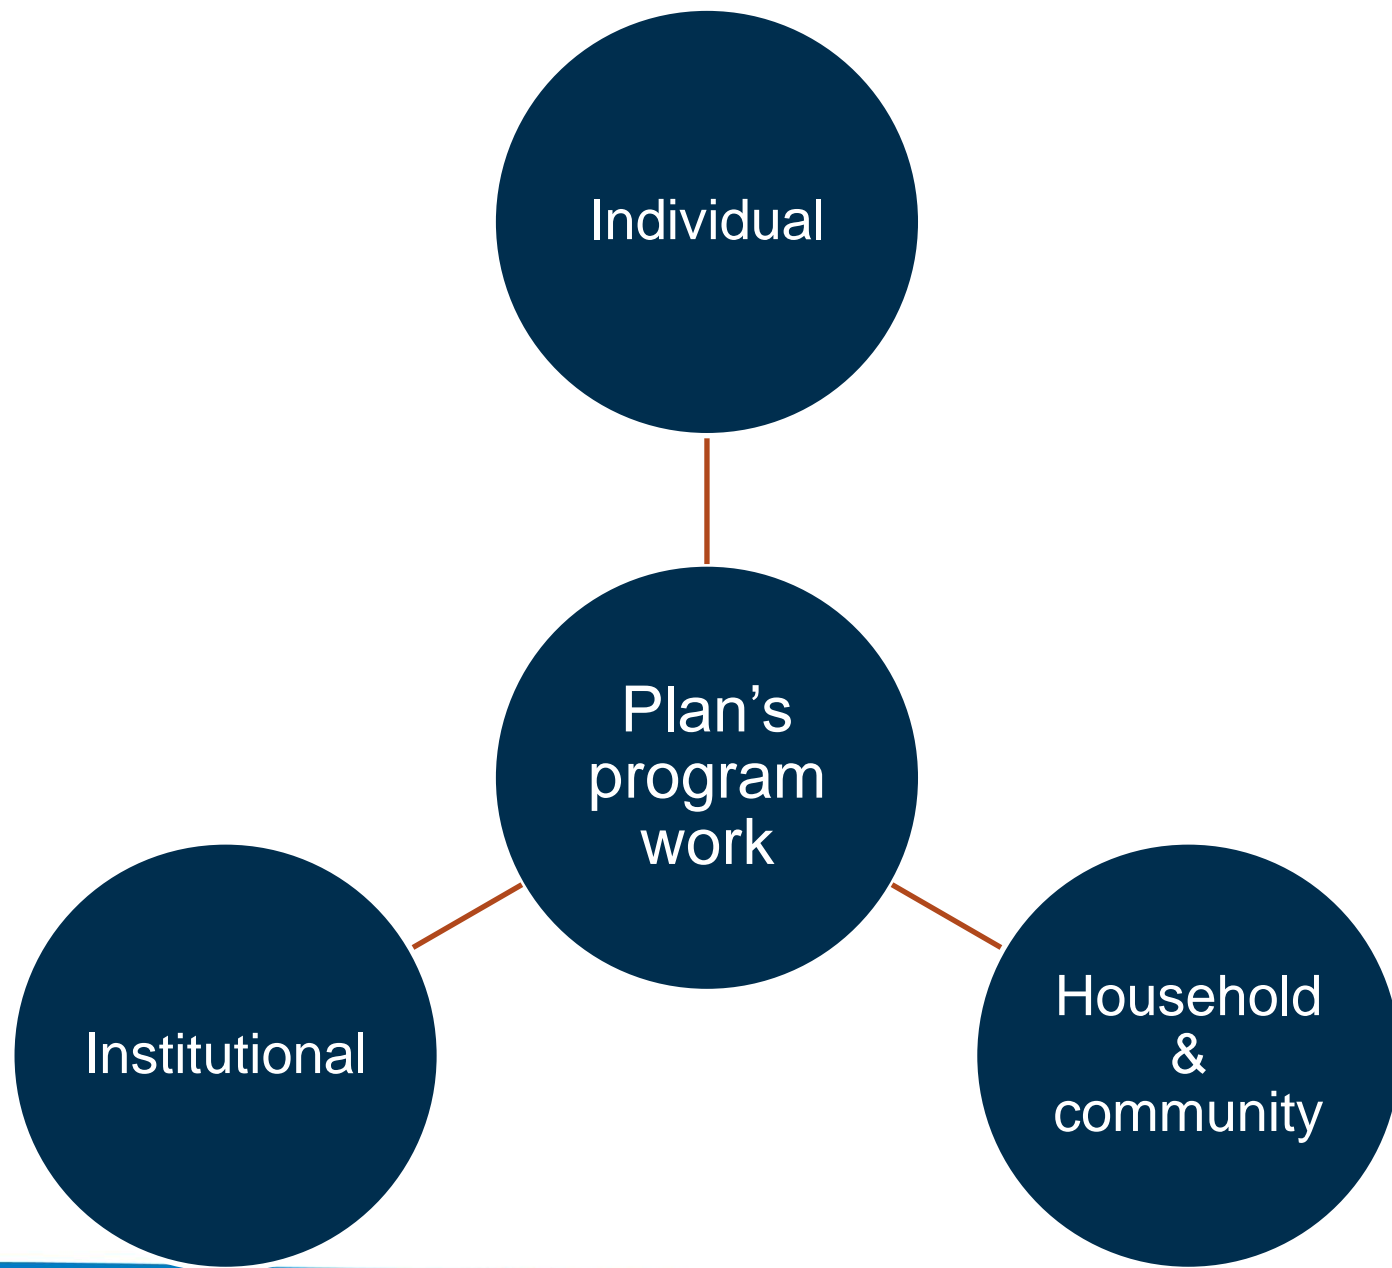 Individual
Plan’s
program
work
Institutional
Household
&
community